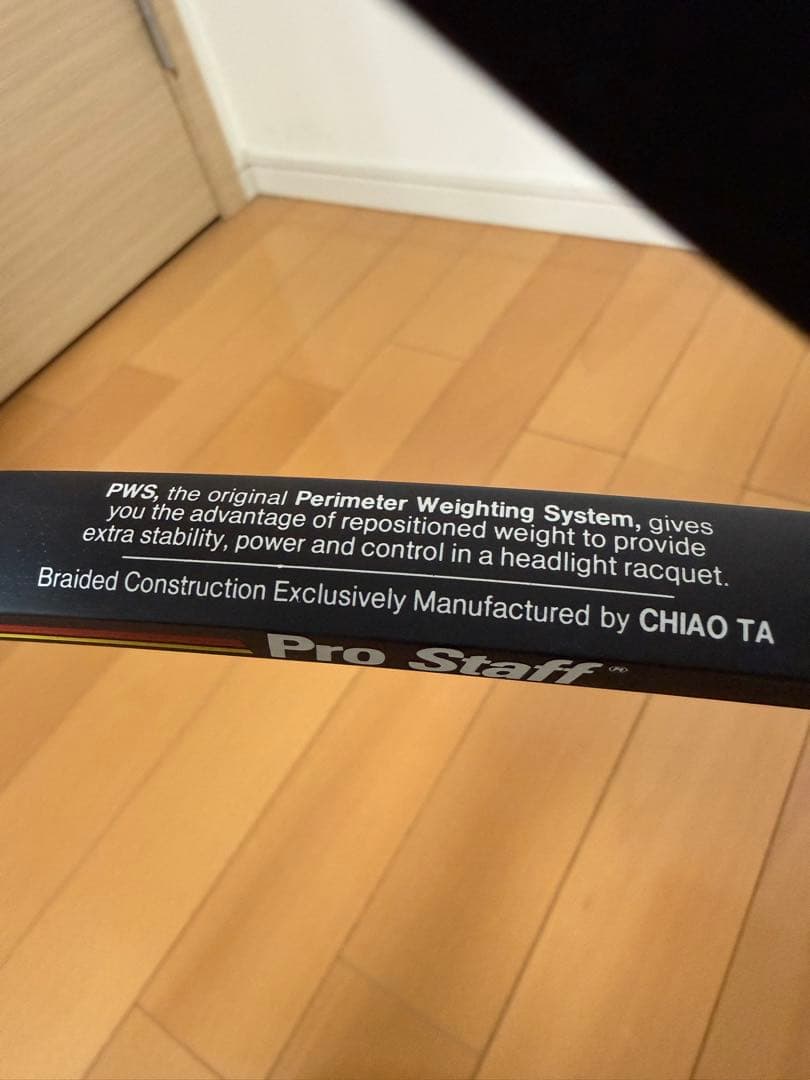 PWS, the original Perimeter Weighting System, gives
you the advantage of repositioned weight to provide
extra stability, power and control in a headlight racquet.
Braided Construction Exclusively Manufactured by CHIAO TA
Pro Staff®